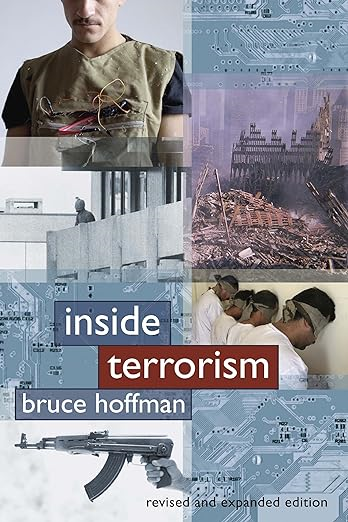 inside
terrorism
bruce hoffman
revised and expanded edition